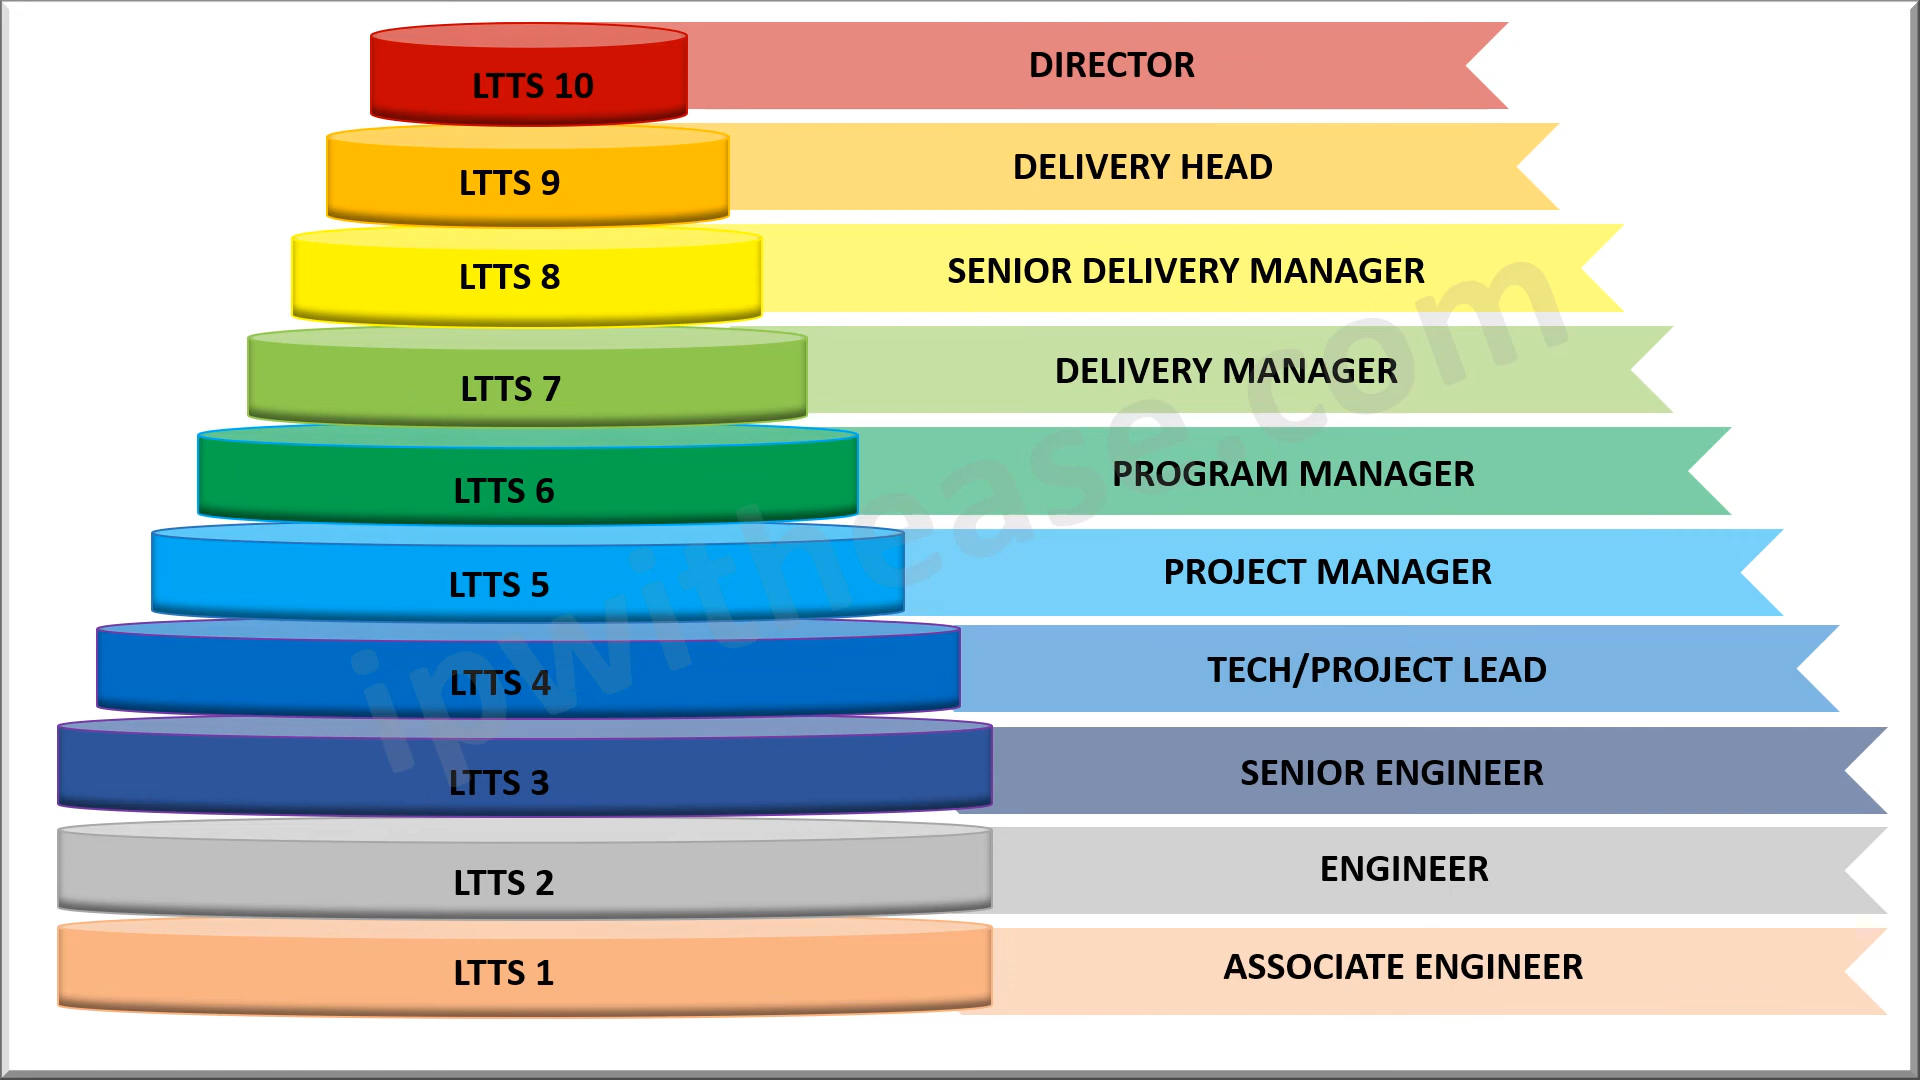 LTTS 10 DIRECTOR
LTTS 9 DELIVERY HEAD
LTTS 8 SENIOR DELIVERY MANAGER
LTTS 7 DELIVERY MANAGER
LTTS 6 PROGRAM MANAGER
LTTS 5 PROJECT MANAGER
LTTS 4 TECH/PROJECT LEAD
LTTS 3 SENIOR ENGINEER
LTTS 2 ENGINEER
LTTS 1 ASSOCIATE ENGINEER
ipwithease.com